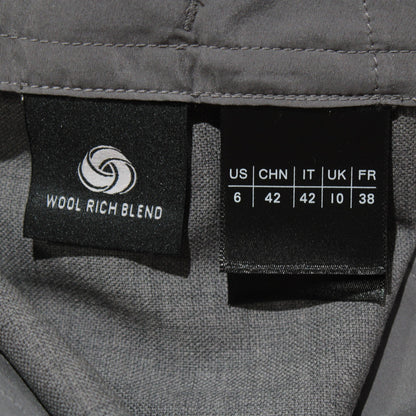 WOOL RICH BLEND
US CHN IT UK FR
6 42 42 10 38